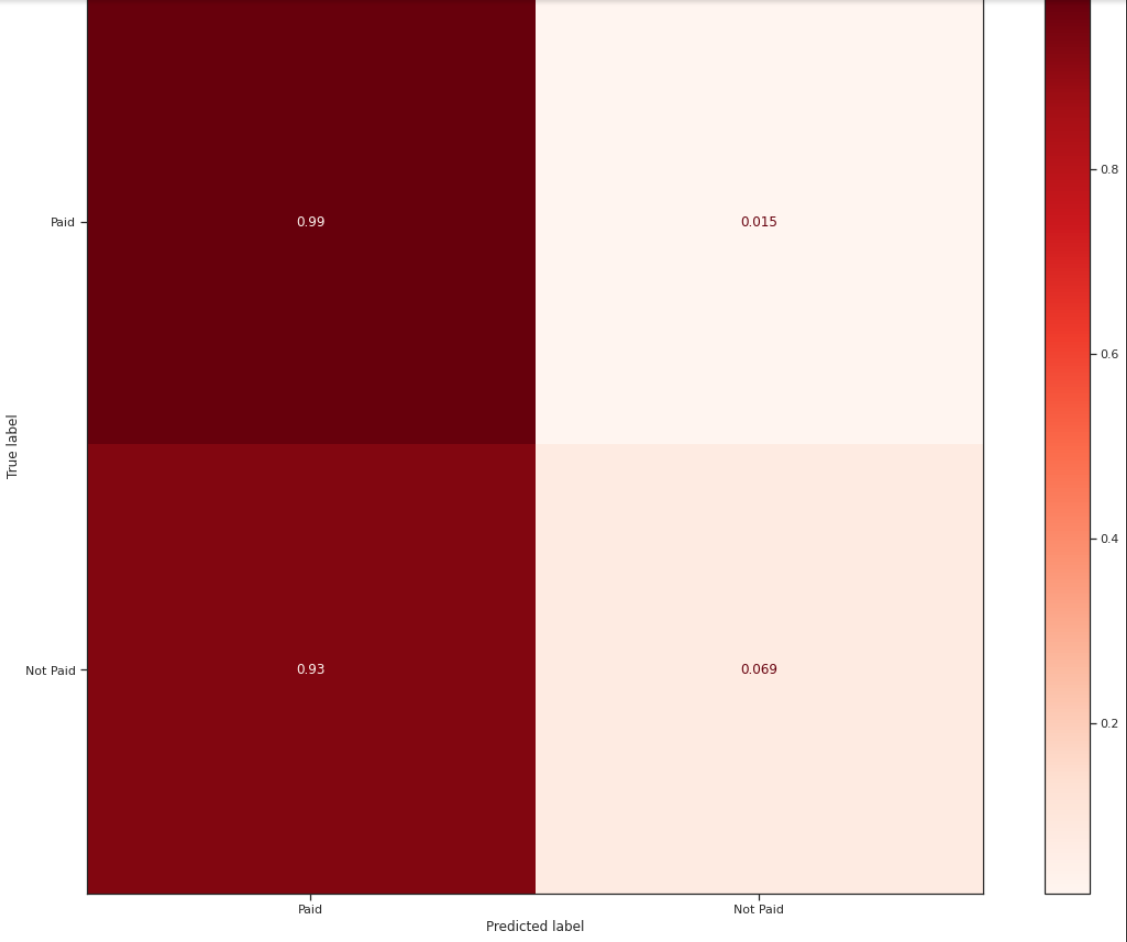 0.8
Paid
0.99
0.015
0.6
True label
0.4
Not Paid
0.93
0.069
0.2
Paid
Not Paid
Predicted label